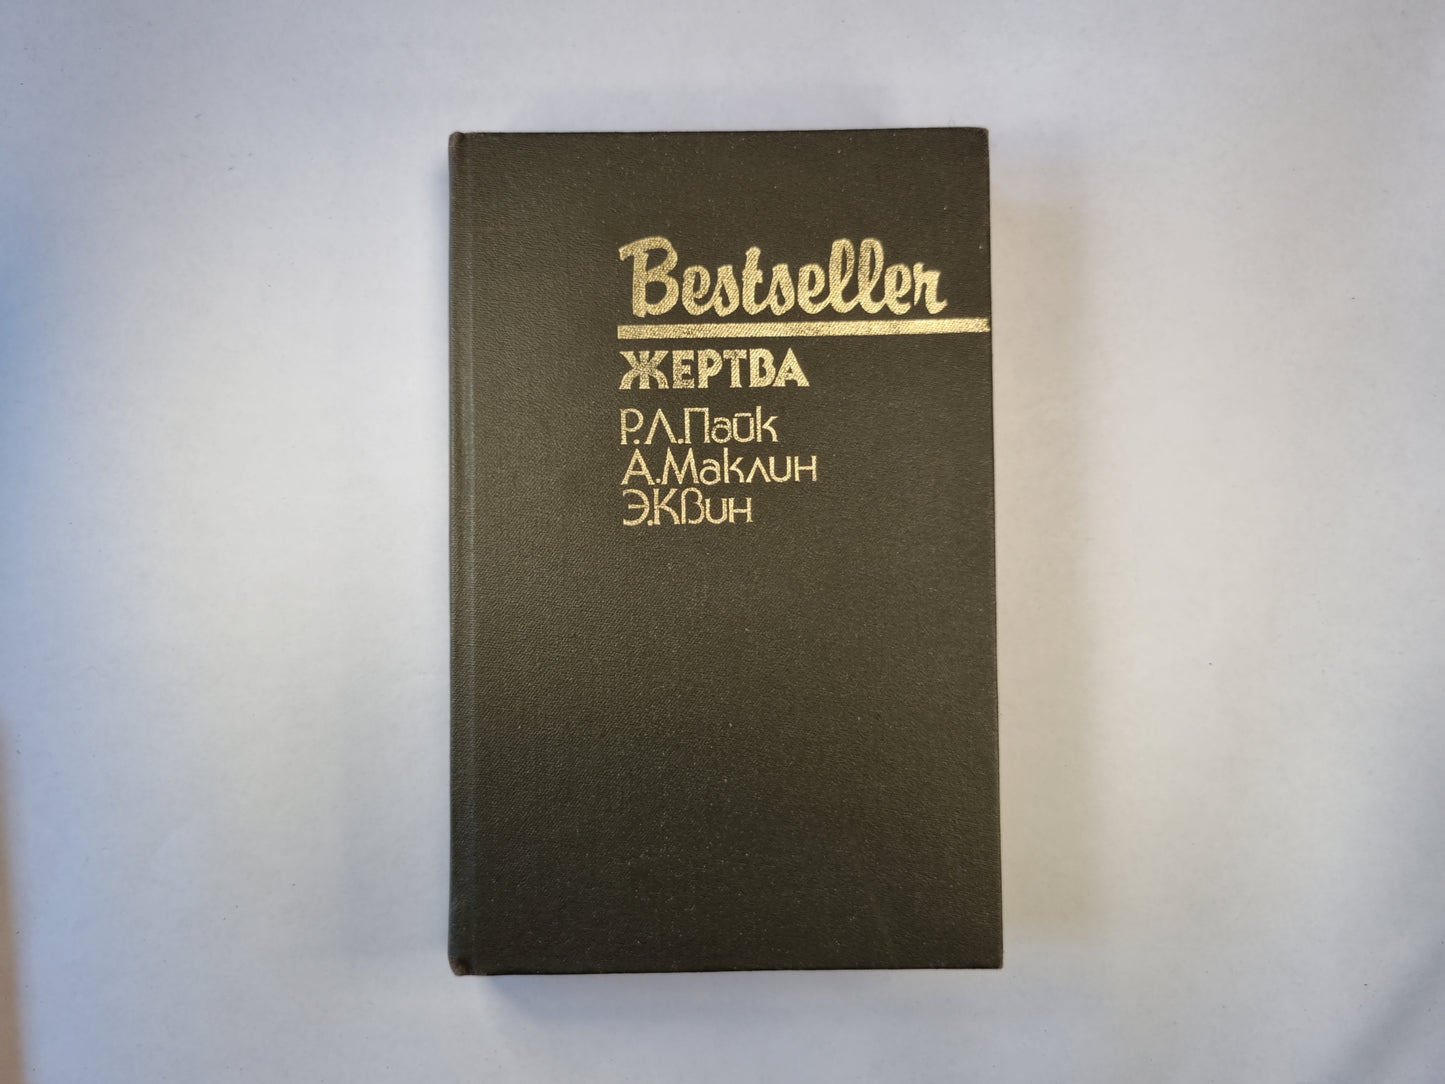 Bestseller
ЖЕРТВА
Р.Л.Пайк
А.Маклин
Э.Квин